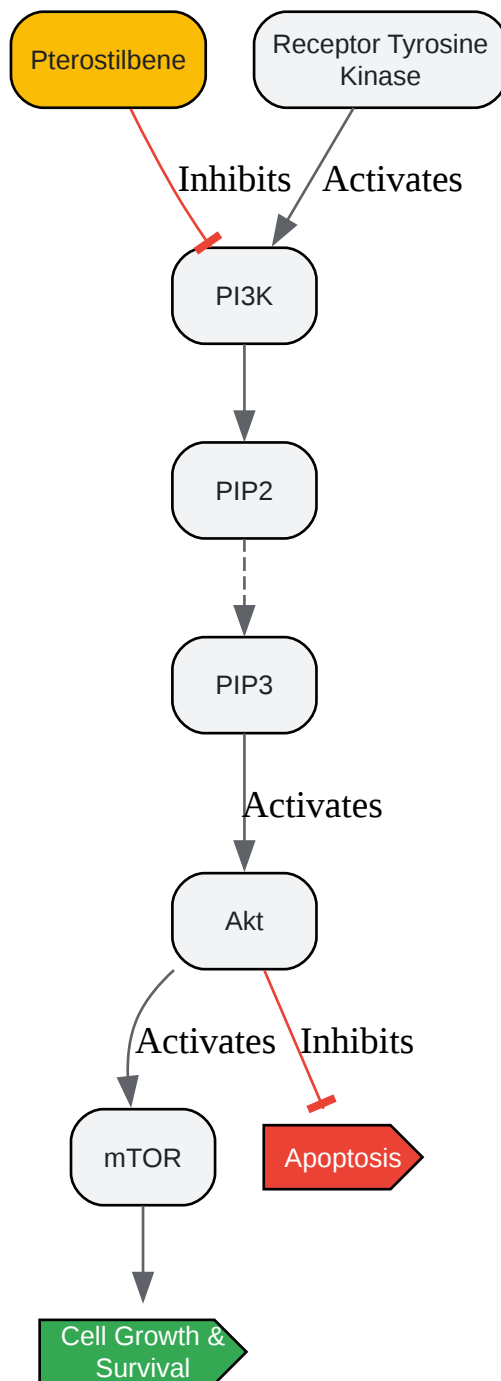 Pterostilbene
Receptor Tyrosine
Kinase
Inhibits
Activates
PI3K
PIP2
PIP3
Activates
Akt
Activates
Inhibits
mTOR
Apoptosis
Cell Growth &
Survival